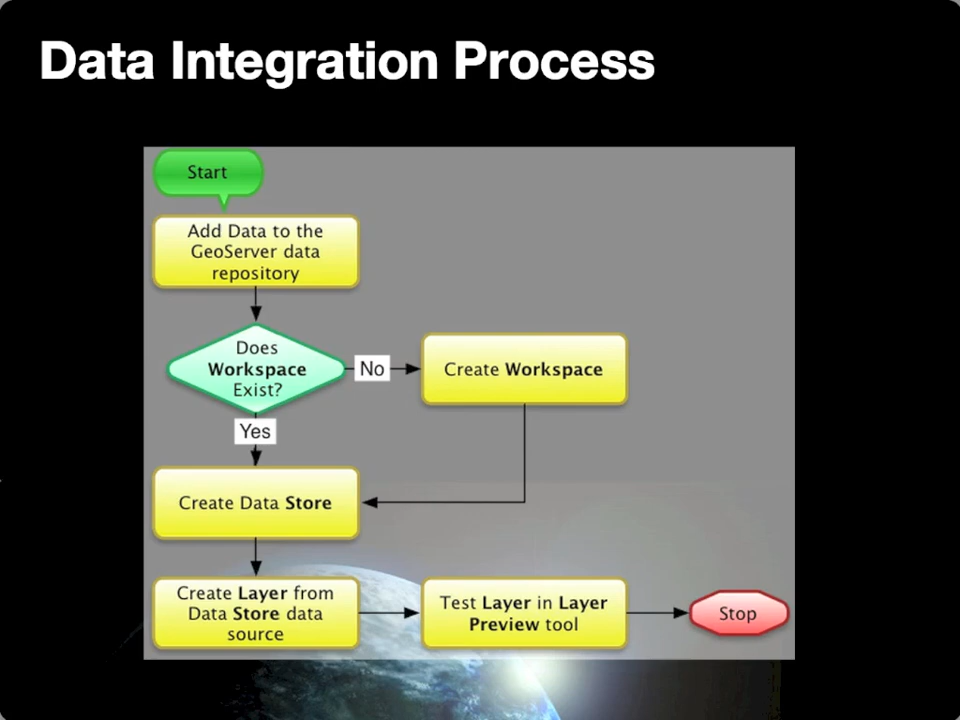 Data Integration Process
Start
Add Data to the
GeoServer data
repository
Does
Workspace
Exist?
No
Create Workspace
Yes
Create Data Store
Create Layer from
Data Store data
source
Test Layer in Layer
Preview tool
Stop